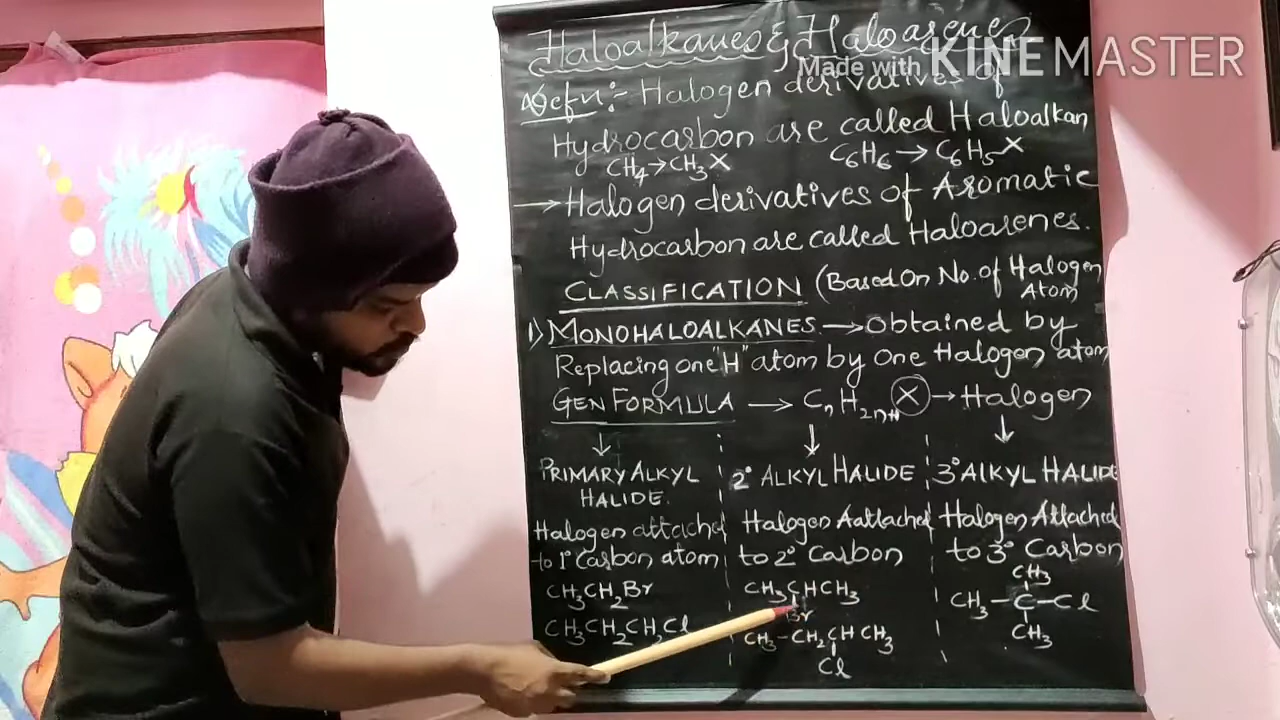 Haloalkanes & Haloarenes
Made with KINEMASTER
Defn:- Halogen derivatives of
Hydrocarbon are called Haloalkan
CH4→CH3X C6H6→C6H5X
→Halogen derivatives of Aromatic
Hydrocarbon are called Haloarenes.
CLASSIFICATION (Based On No. of Halogen
Atom
1) MONOHALOALKANES →Obtained by
Replacing one "H" atom by one Halogen atom
GEN FORMULA → CnH2n+1 X → Halogen
↓ ↓ ↓
PRIMARY ALKYL
HALIDE.
Halogen attached
to 1° Carbon atom
CH3CH2Br
CH3CH2CH2Cl
2° ALKYL HALIDE
Halogen Aattached
to 2° Carbon
CH3CHCH3
Br
CH3-CH2CHCH3
Cl
3° ALKYL HALIDE
Halogen Attached
to 3° Carbon
CH3
CH3-C-Cl
CH3